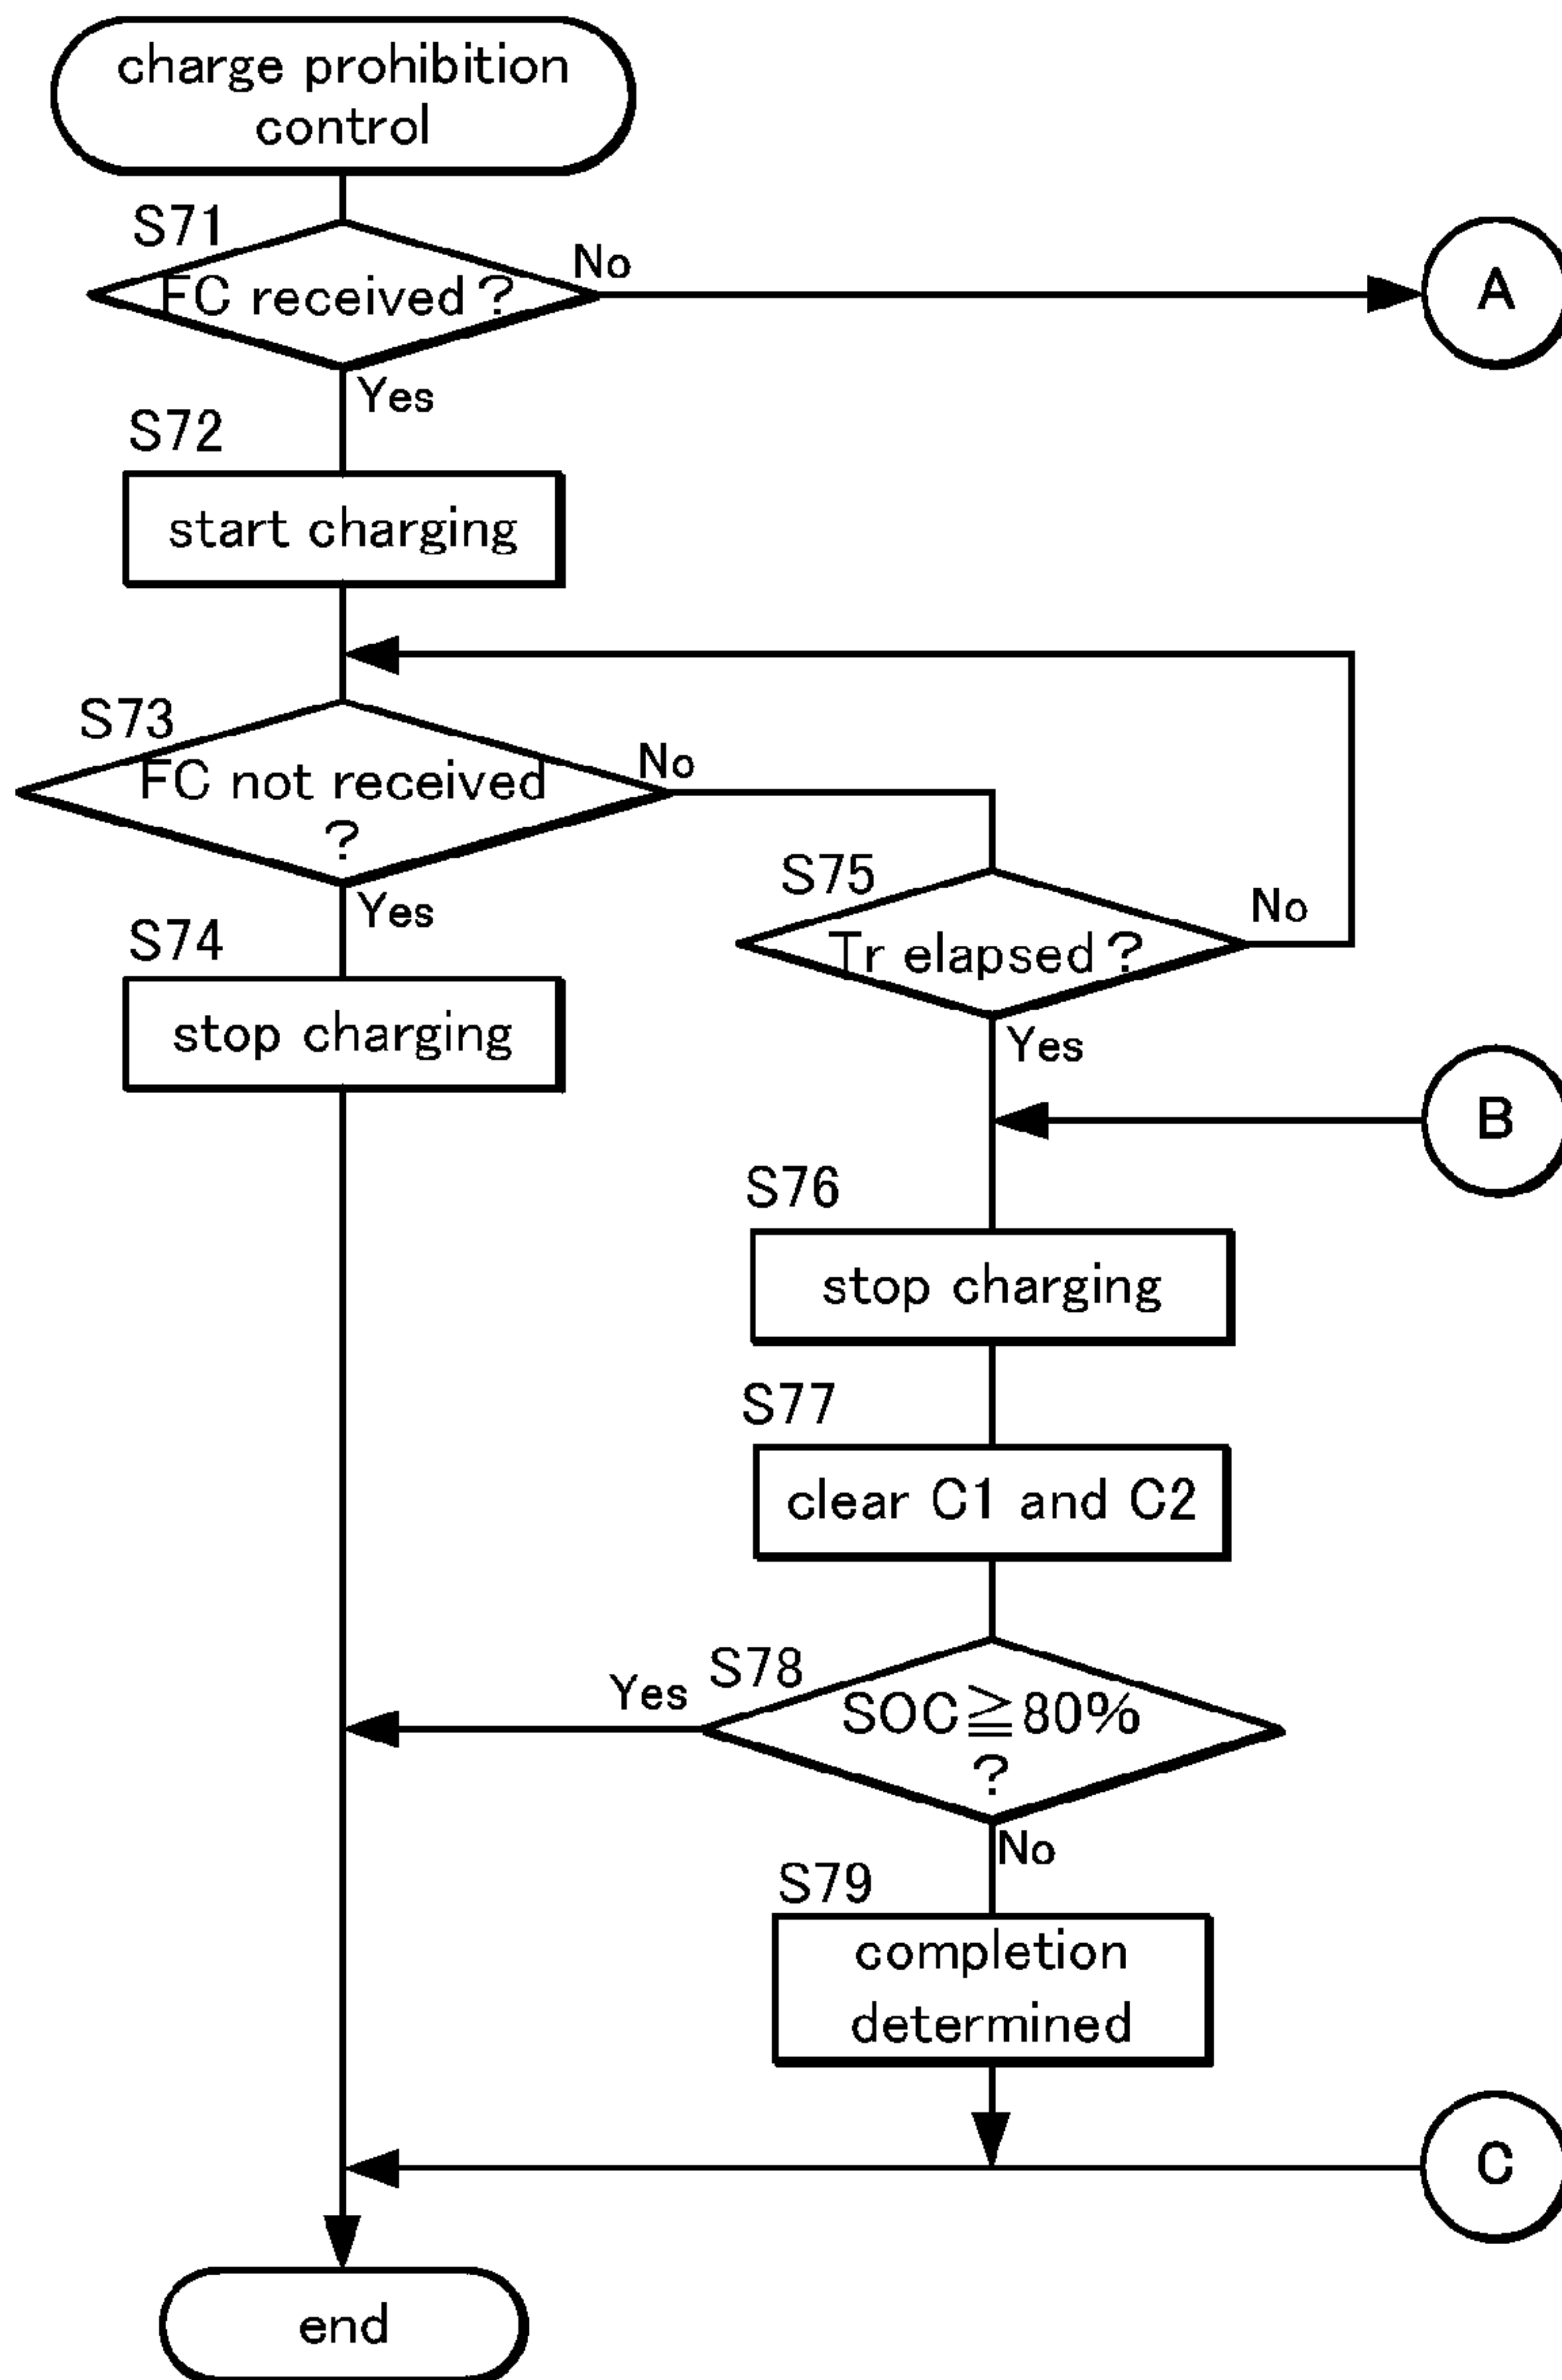 charge prohibition
control
S71
FC received?
No
A
Yes
S72
start charging
S73
FC not received
?
No
Yes
S75
Tr elapsed?
No
S74
stop charging
Yes
B
S76
stop charging
S77
clear C1 and C2
S78
Yes
SOC≧80%
?
No
S79
completion
determined
C
end